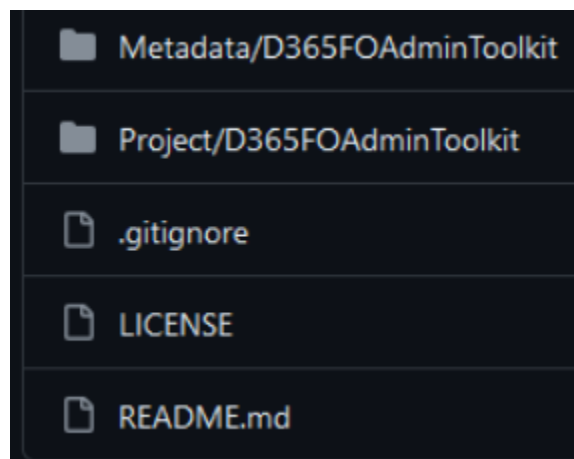 Metadata/D365FOAdminToolkit
Project/D365FOAdminToolkit
.gitignore
LICENSE
README.md